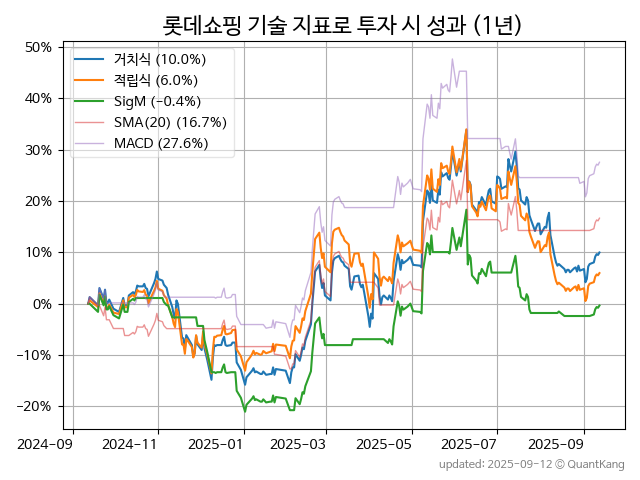 롯데쇼핑 기술 지표로 투자 시 성과 (1년)
50%
40%
30%
20%
10%
0%
−10%
−20%
거치식 (10.0%)
적립식 (6.0%)
SigM (−0.4%)
SMA(20) (16.7%)
MACD (27.6%)
2024-09
2024-11
2025-01
2025-03
2025-05
2025-07
2025-09
updated: 2025-09-12 ⓒ QuantKang